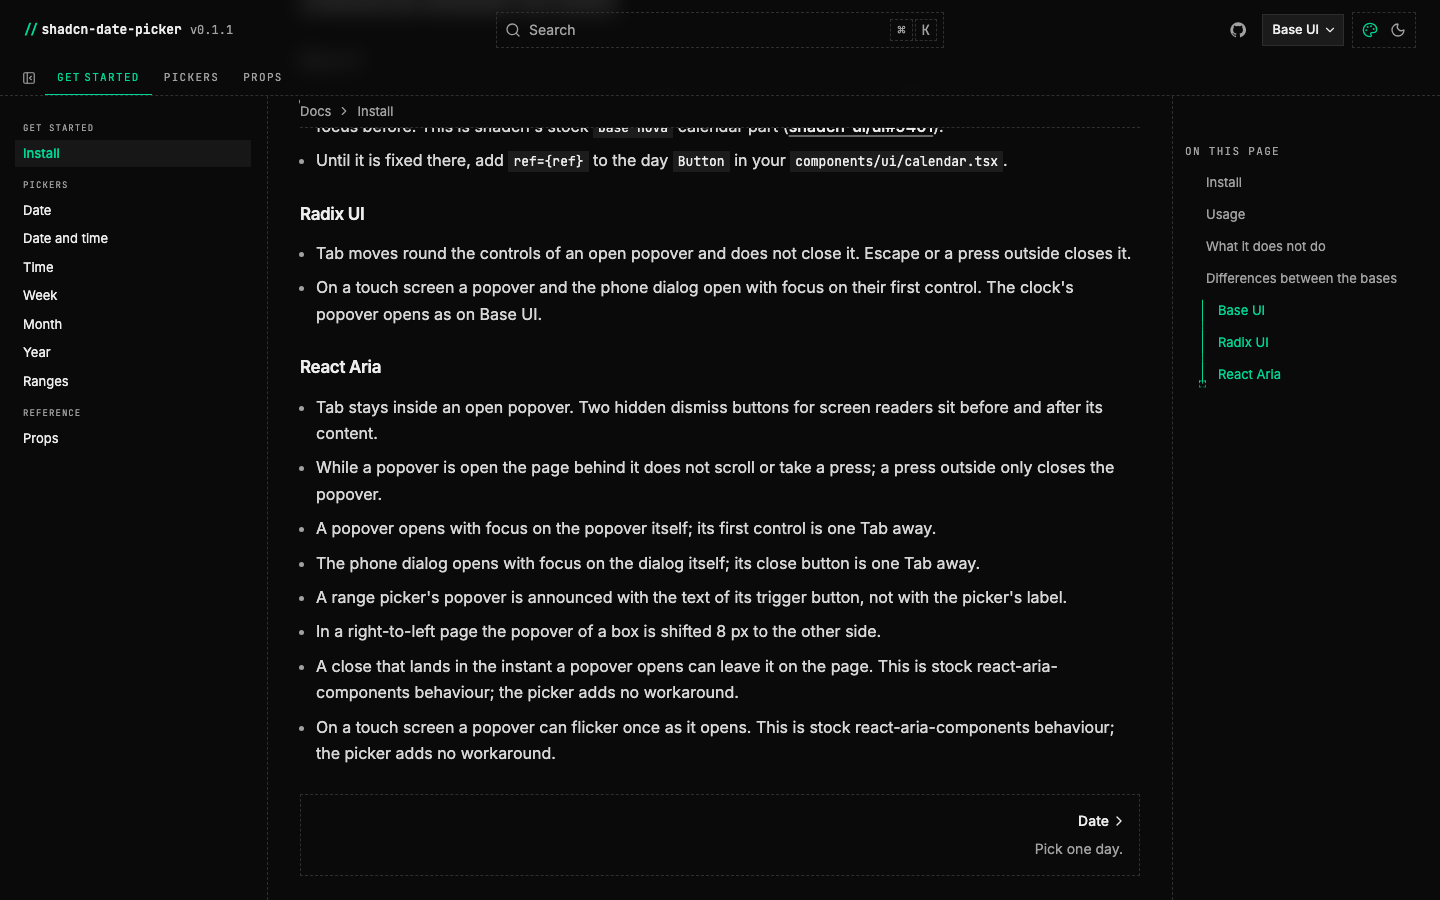 // shadcn-date-picker v0.1.1
Search
⌘ K
Base UI
GET STARTED
PICKERS
PROPS
GET STARTED
Install
PICKERS
Date
Date and time
Time
Week
Month
Year
Ranges
REFERENCE
Props
Docs > Install
focus before. This is shadcn's stock base-nova calendar part (shadcn-ui/ui#9461).
Until it is fixed there, add ref={ref} to the day Button in your components/ui/calendar.tsx.
Radix UI
Tab moves round the controls of an open popover and does not close it. Escape or a press outside closes it.
On a touch screen a popover and the phone dialog open with focus on their first control. The clock's
popover opens as on Base UI.
React Aria
Tab stays inside an open popover. Two hidden dismiss buttons for screen readers sit before and after its
content.
While a popover is open the page behind it does not scroll or take a press; a press outside only closes the
popover.
A popover opens with focus on the popover itself; its first control is one Tab away.
The phone dialog opens with focus on the dialog itself; its close button is one Tab away.
A range picker's popover is announced with the text of its trigger button, not with the picker's label.
In a right-to-left page the popover of a box is shifted 8 px to the other side.
A close that lands in the instant a popover opens can leave it on the page. This is stock react-aria-
components behaviour; the picker adds no workaround.
On a touch screen a popover can flicker once as it opens. This is stock react-aria-components behaviour;
the picker adds no workaround.
Date >
Pick one day.
ON THIS PAGE
Install
Usage
What it does not do
Differences between the bases
Base UI
Radix UI
React Aria